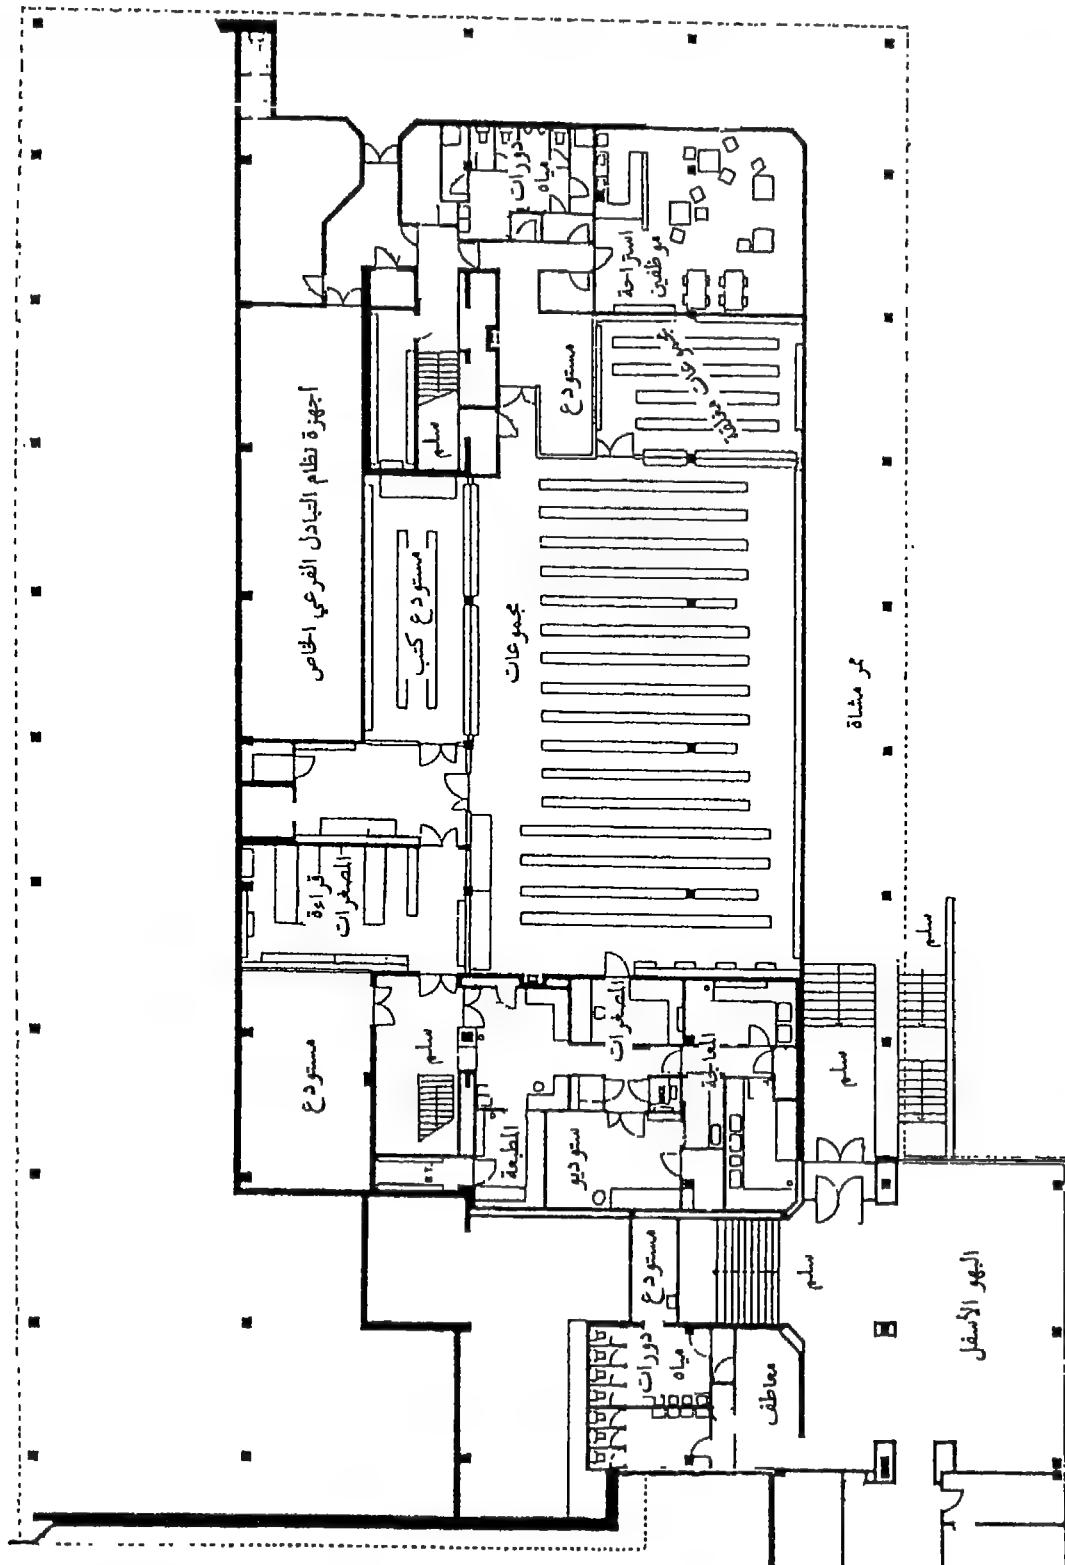 دورات
مياه
استراحة
موظفين
مستودع
سلم
أجهزة نظام التبادل الفرعي الخاص
مستودع كتب
مجموعات
ممر مشاة
قراءة
المصغرات
سلم
مستودع
سلم
المصغرات
المعالجة
سلم
الطبعة
ستوديو
مستودع
سلم
البهو الأسفل
دورات
مياه
معاطف